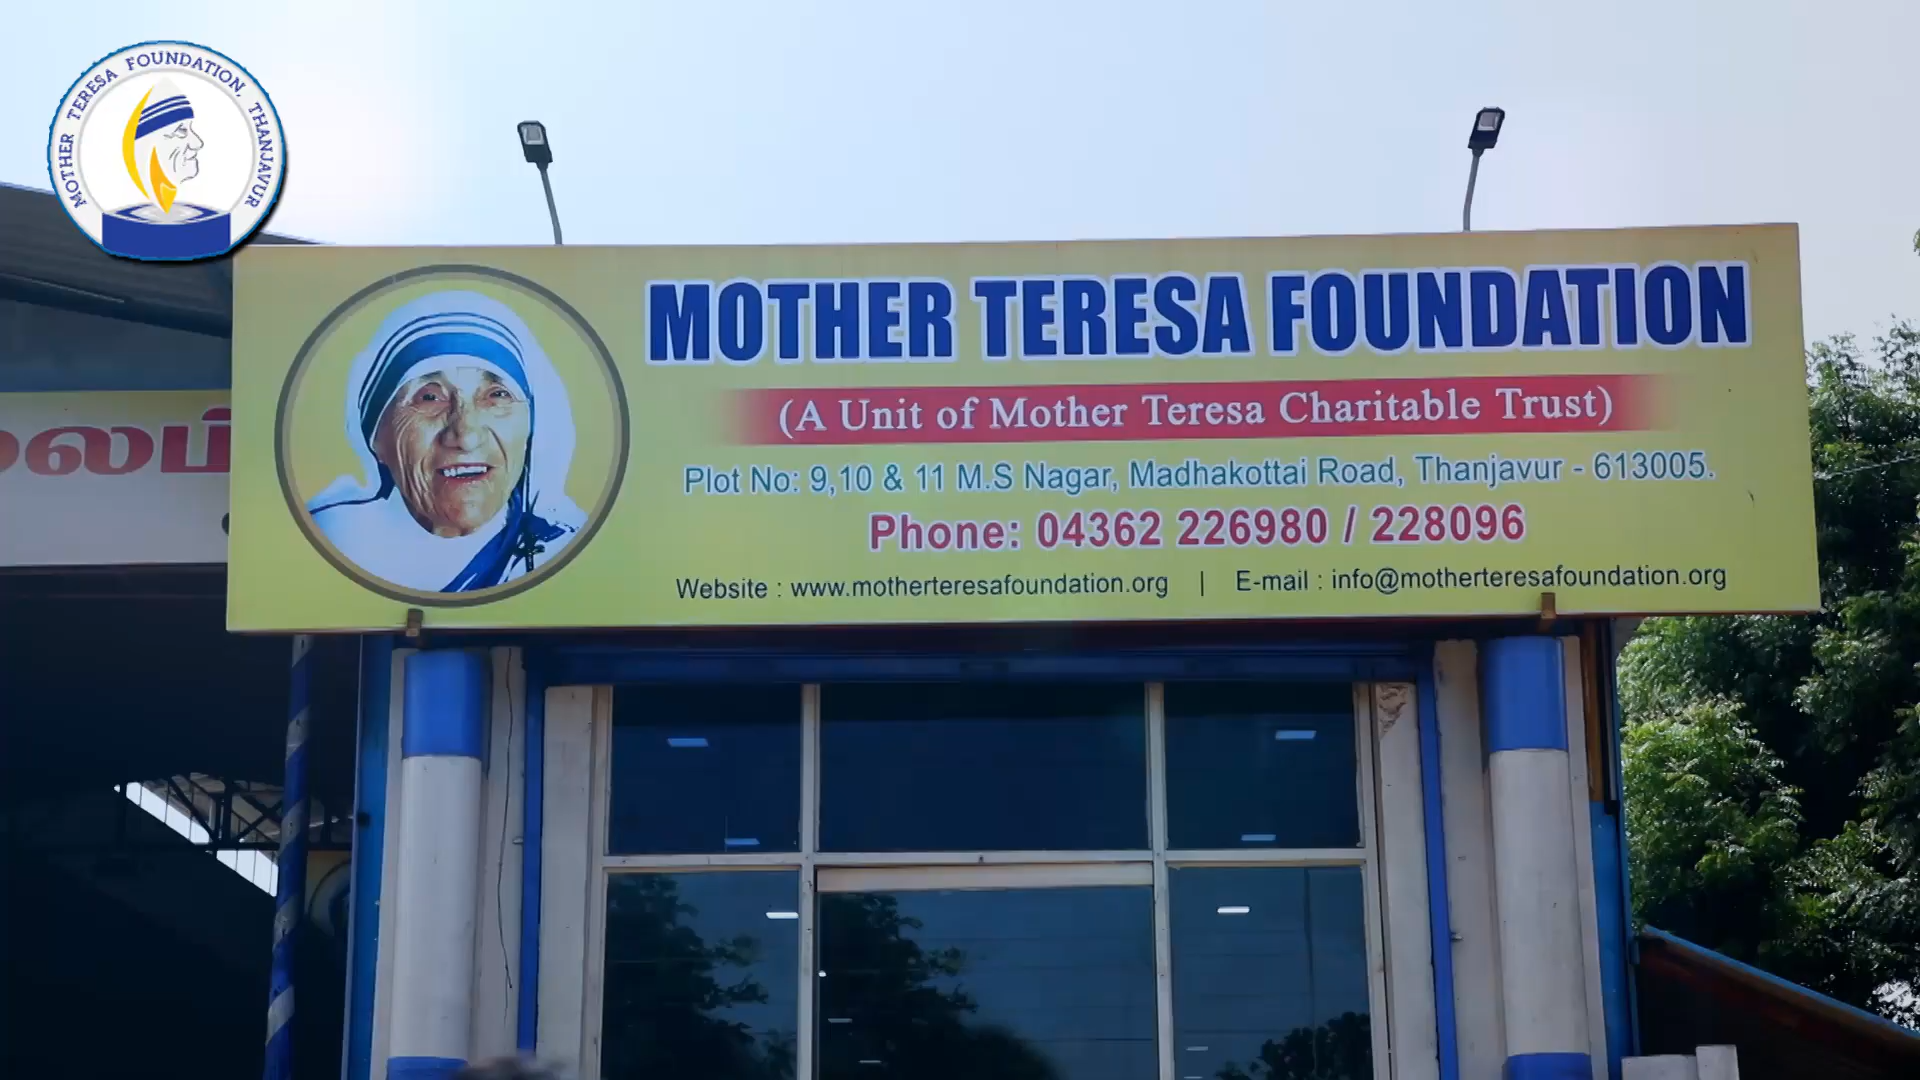 MOTHER TERESA FOUNDATION, THANJAVUR
MOTHER TERESA FOUNDATION
(A Unit of Mother Teresa Charitable Trust)
Plot No: 9,10 & 11 M.S Nagar, Madhakottai Road, Thanjavur - 613005.
Phone: 04362 226980 / 228096
Website : www.motherteresafoundation.org | E-mail : info@motherteresafoundation.org